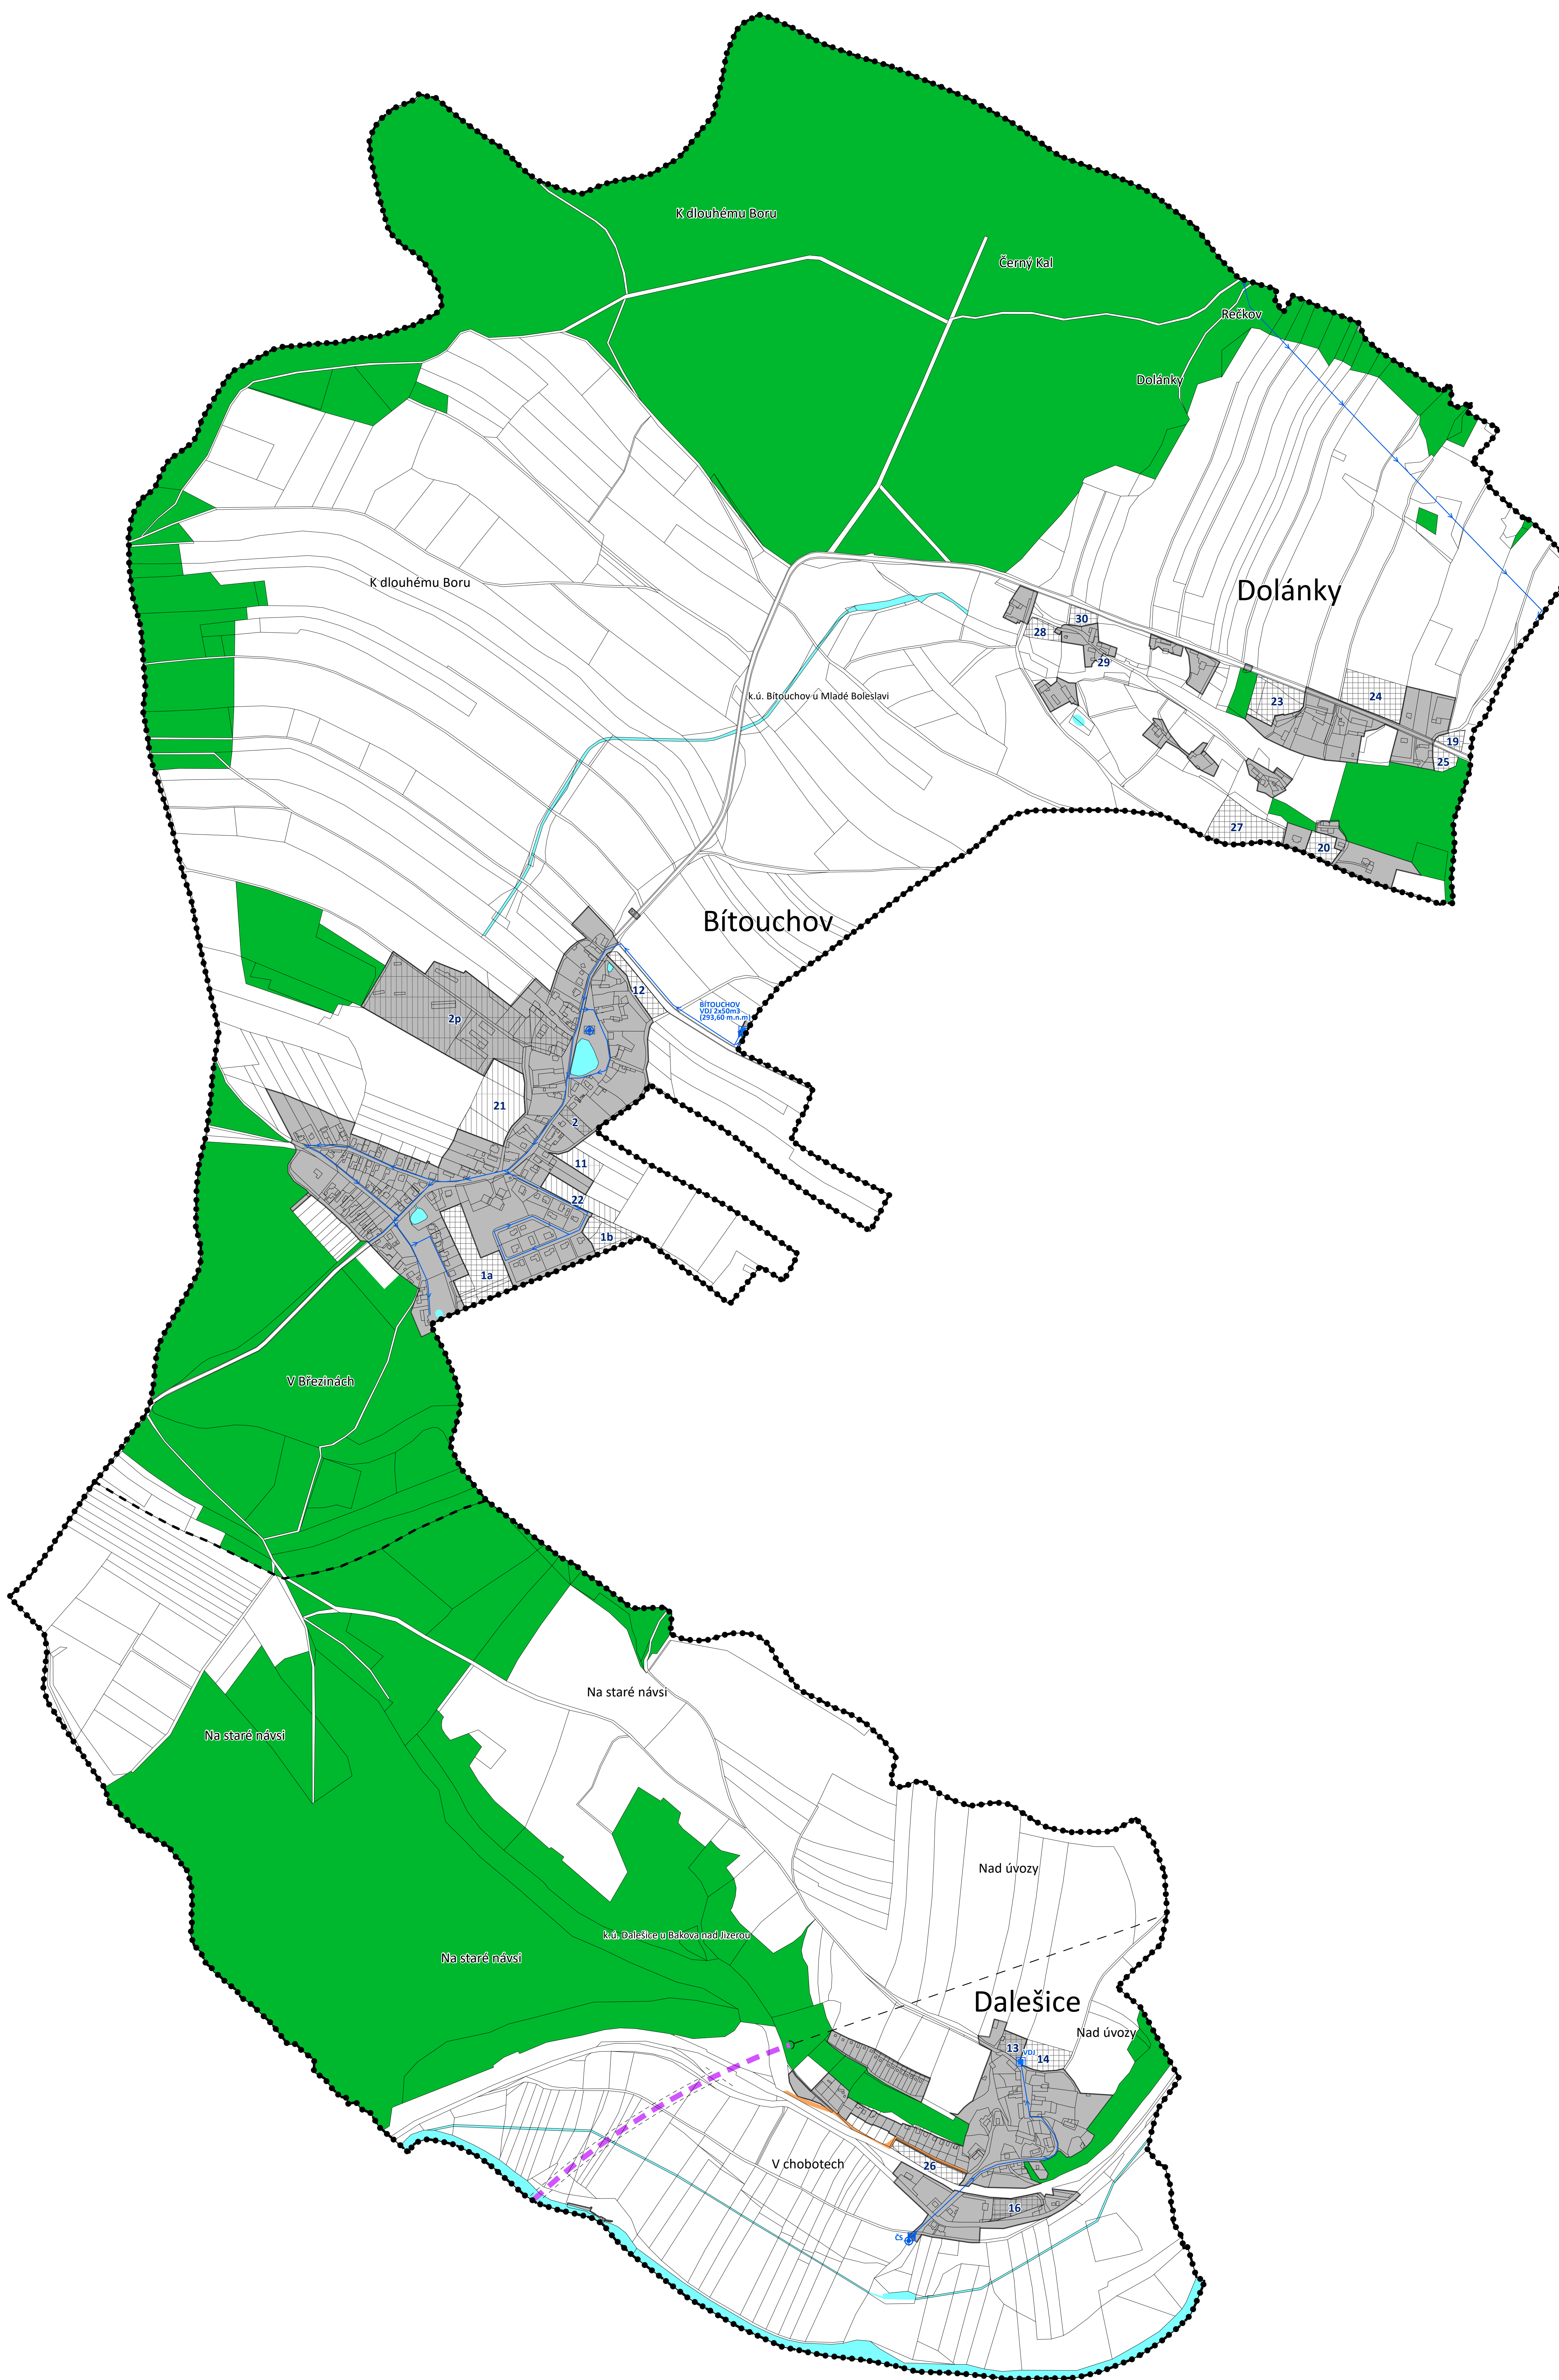 K dlouhému Boru
Černý Kal
Rečkov
Dolánky
K dlouhému Boru
Dolánky
30
28
29
k.ú. Bítouchov u Mladé Boleslavi
24
23
19
25
27
20
Bítouchov
12
BÍTOUCHOV
VDJ 2x50m3
(293,60 m.n.m)
2p
21
2
11
22
1b
1a
V Březinách
Na staré návsi
Na staré návsi
Nad úvozy
k.ú. Dalešice u Bakova nad Jizerou
Na staré návsi
Dalešice
Nad úvozy
13
VDJ
14
V chobotech
26
16
ČS